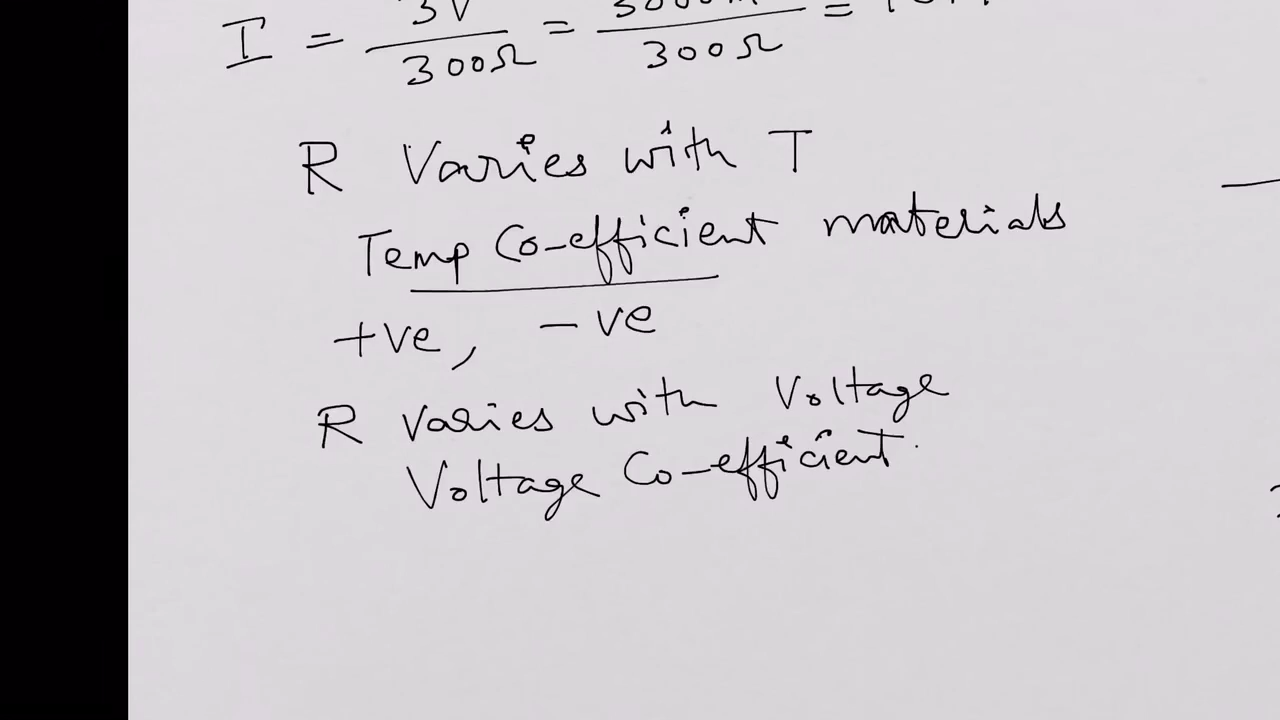 I = 3V / 300Ω = / 300Ω =
R Varies with T
Temp Co-efficient materials
+ve, -ve
R varies with Voltage
Voltage Co-efficient.